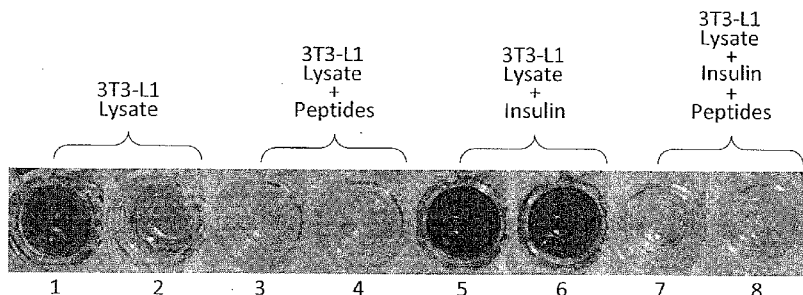 3T3-L1
Lysate
3T3-L1
Lysate
+
Peptides
3T3-L1
Lysate
+
Insulin
3T3-L1
Lysate
+
Insulin
+
Peptides
1 2 3 4 5 6 7 8